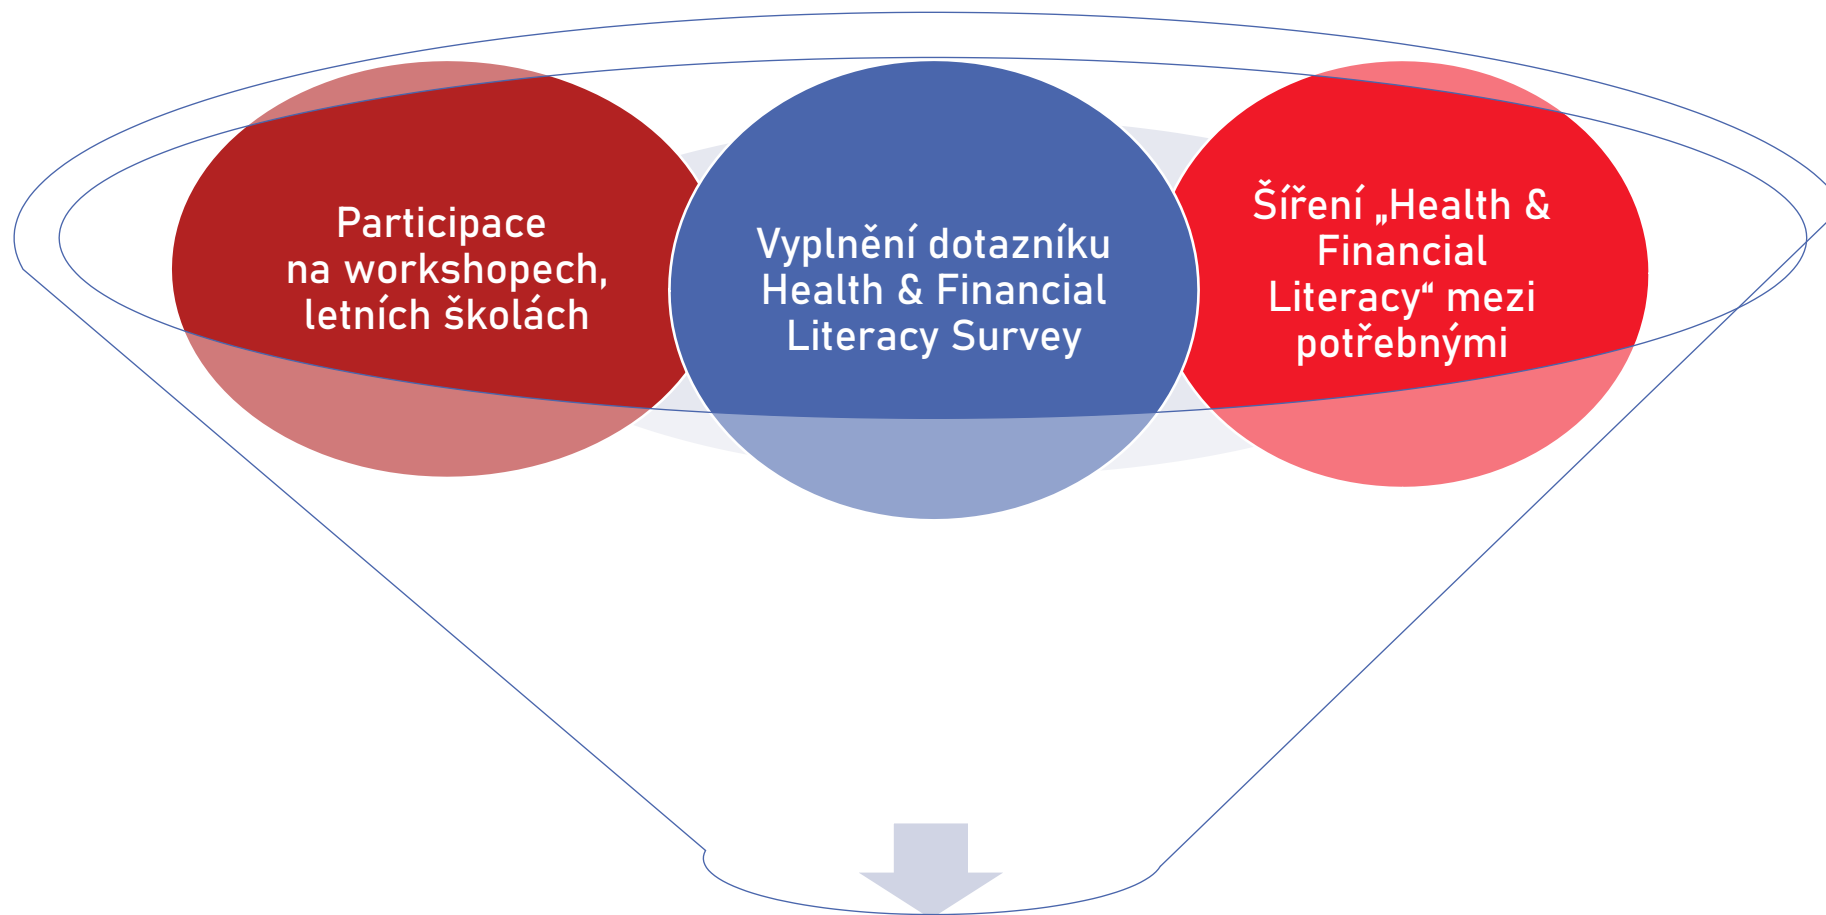 Participace
na workshopech,
letních školách
Vyplnění dotazníku
Health & Financial
Literacy Survey
Šíření „Health &
Financial
Literacy“ mezi
potřebnými